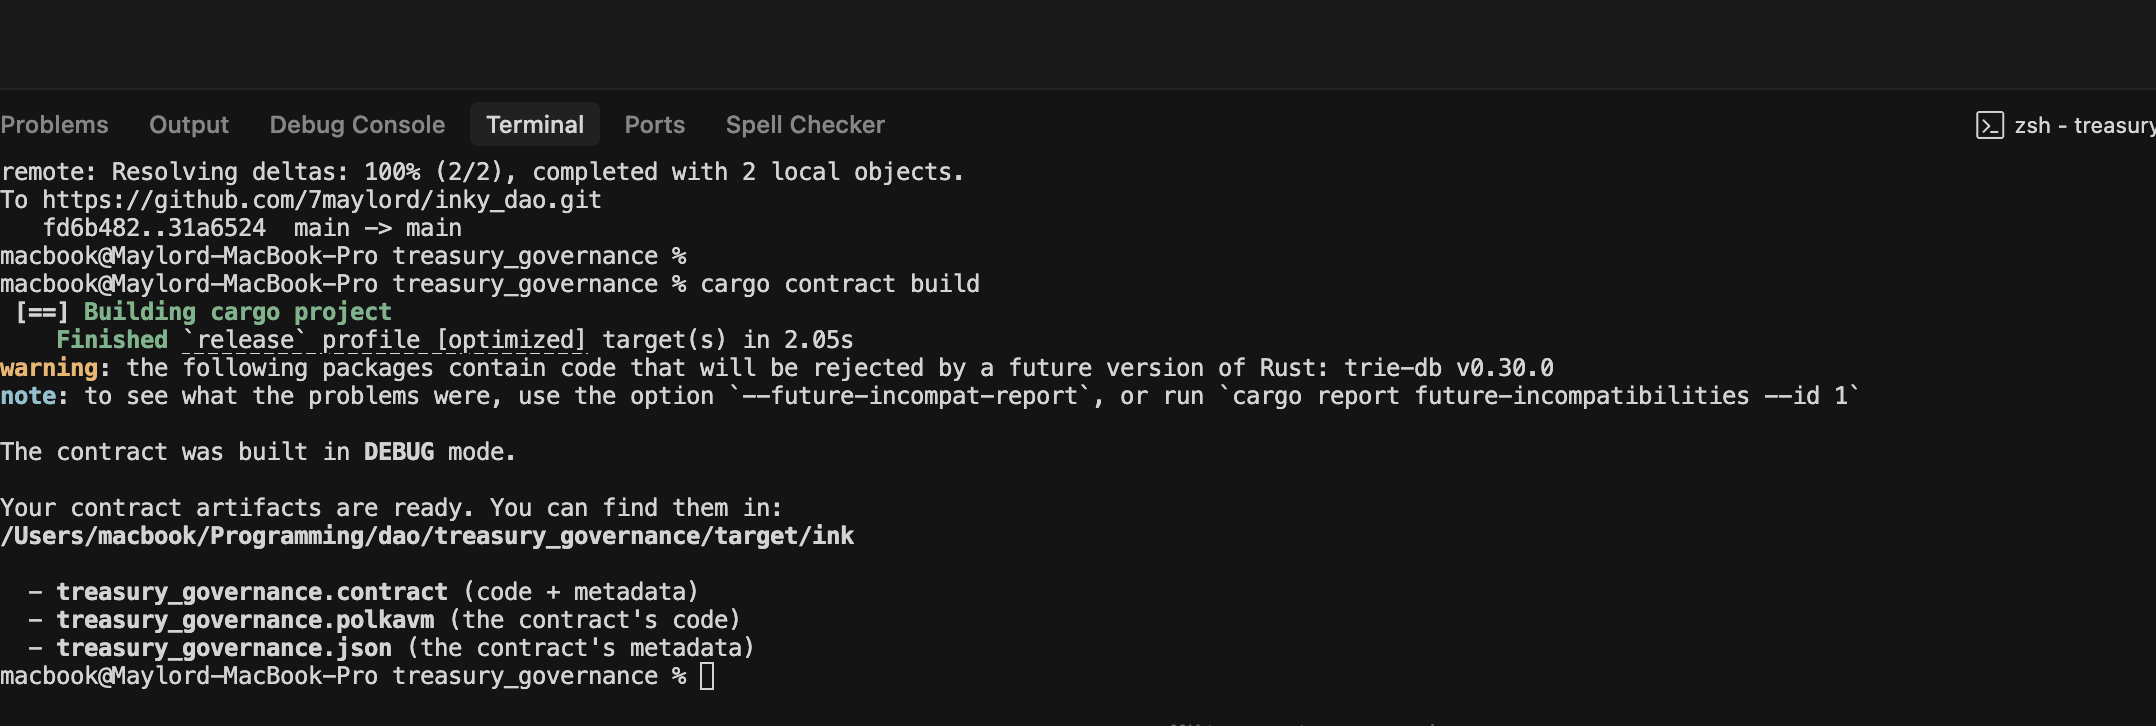 Problems Output Debug Console Terminal Ports Spell Checker zsh - treasury
remote: Resolving deltas: 100% (2/2), completed with 2 local objects.
To https://github.com/7maylord/inky_dao.git
   fd6b482..31a6524  main -> main
macbook@Maylord-MacBook-Pro treasury_governance %
macbook@Maylord-MacBook-Pro treasury_governance % cargo contract build
 [==] Building cargo project
    Finished `release` profile [optimized] target(s) in 2.05s
warning: the following packages contain code that will be rejected by a future version of Rust: trie-db v0.30.0
note: to see what the problems were, use the option `--future-incompat-report`, or run `cargo report future-incompatibilities --id 1`
The contract was built in DEBUG mode.
Your contract artifacts are ready. You can find them in:
/Users/macbook/Programming/dao/treasury_governance/target/ink
  - treasury_governance.contract (code + metadata)
  - treasury_governance.polkavm (the contract's code)
  - treasury_governance.json (the contract's metadata)
macbook@Maylord-MacBook-Pro treasury_governance %